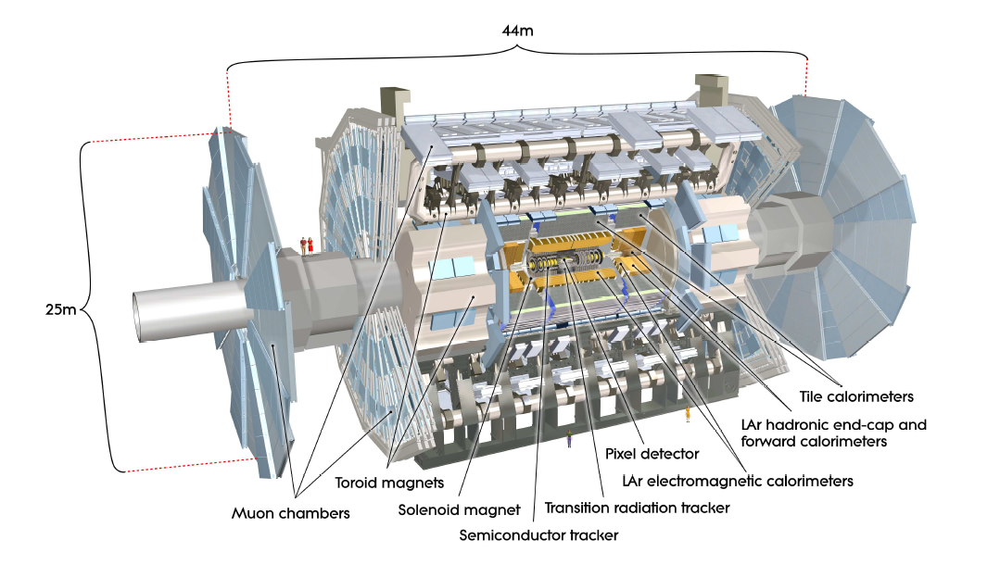 44m
25m
Tile calorimeters
LAr hadronic end-cap and
forward calorimeters
Pixel detector
LAr electromagnetic calorimeters
Toroid magnets
Muon chambers
Solenoid magnet
Transition radiation tracker
Semiconductor tracker